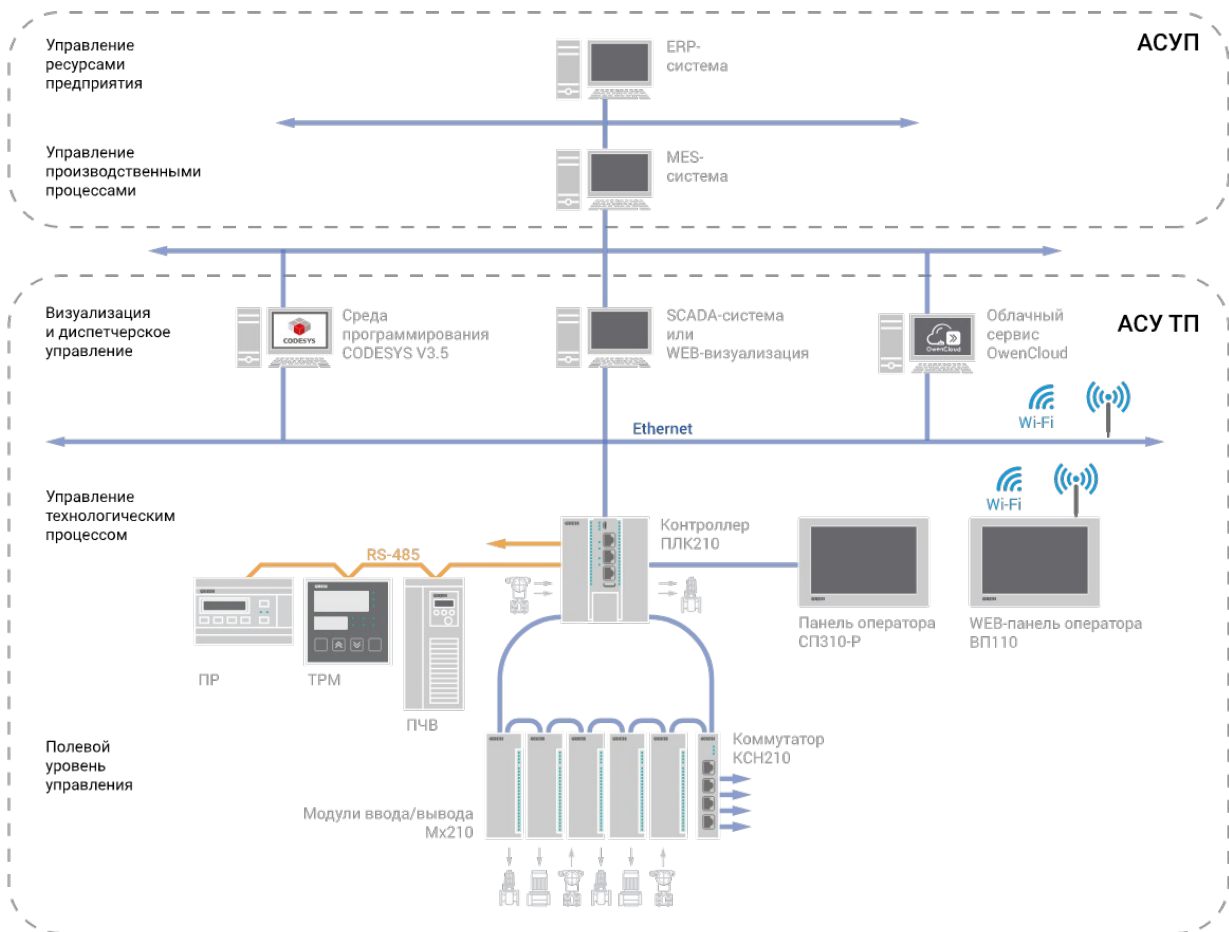 АСУП
Управление
ресурсами
предприятия
ERP-
система
Управление
производственными
процессами
MES-
система
АСУ ТП
Визуализация
и диспетчерское
управление
CODESYS
Среда
программирования
CODESYS V3.5
SCADA-система
или
WEB-визуализация
OwenCloud
Облачный
сервис
OwenCloud
Wi-Fi
Ethernet
Управление
технологическим
процессом
Wi-Fi
RS-485
Контроллер
ПЛК210
Панель оператора
СП310-Р
WEB-панель оператора
ВП110
ПР
ТРМ
ПЧВ
Полевой
уровень
управления
Коммутатор
КСН210
Модули ввода/вывода
Мх210